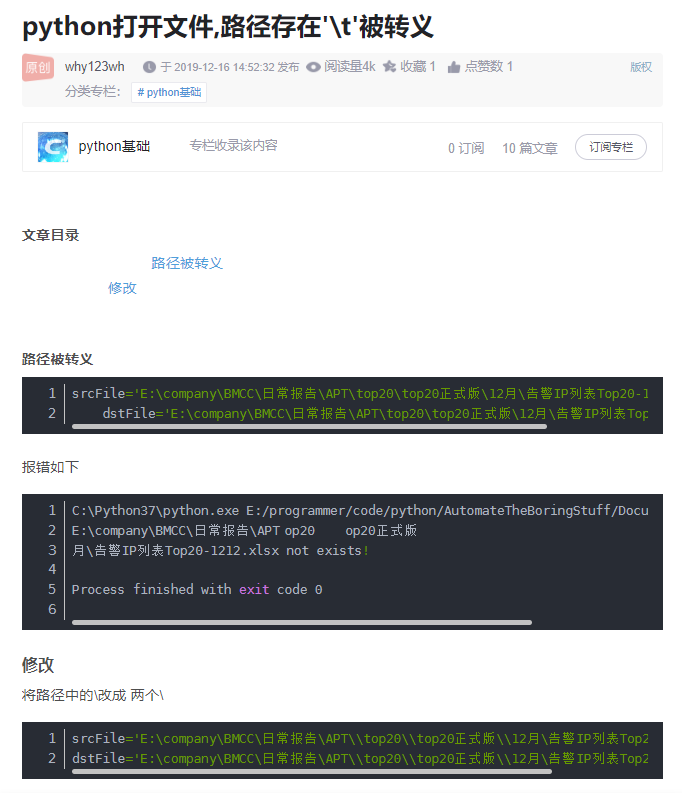 python打开文件,路径存在'\t'被转义
原创 why123wh 于 2019-12-16 14:52:32 发布 阅读量4k 收藏 1 点赞数 1 版权
分类专栏： # python基础
python基础 专栏收录该内容 0 订阅 10 篇文章 订阅专栏
文章目录
路径被转义
修改
路径被转义
1 srcFile='E:\company\BMCC\日常报告\APT\top20\top20正式版\12月\告警IP列表Top20-1
2 dstFile='E:\company\BMCC\日常报告\APT\top20\top20正式版\12月\告警IP列表Top
报错如下
1 C:\Python37\python.exe E:/programmer/code/python/AutomateTheBoringStuff/Docu
2 E:\company\BMCC\日常报告\APT op20 op20正式版
3 月\告警IP列表Top20-1212.xlsx not exists!
4
5 Process finished with exit code 0
6
修改
将路径中的\改成 两个\
1 srcFile='E:\company\BMCC\日常报告\APT\\top20\\top20正式版\\12月\告警IP列表Top2
2 dstFile='E:\company\BMCC\日常报告\APT\\top20\\top20正式版\\12月\告警IP列表Top2